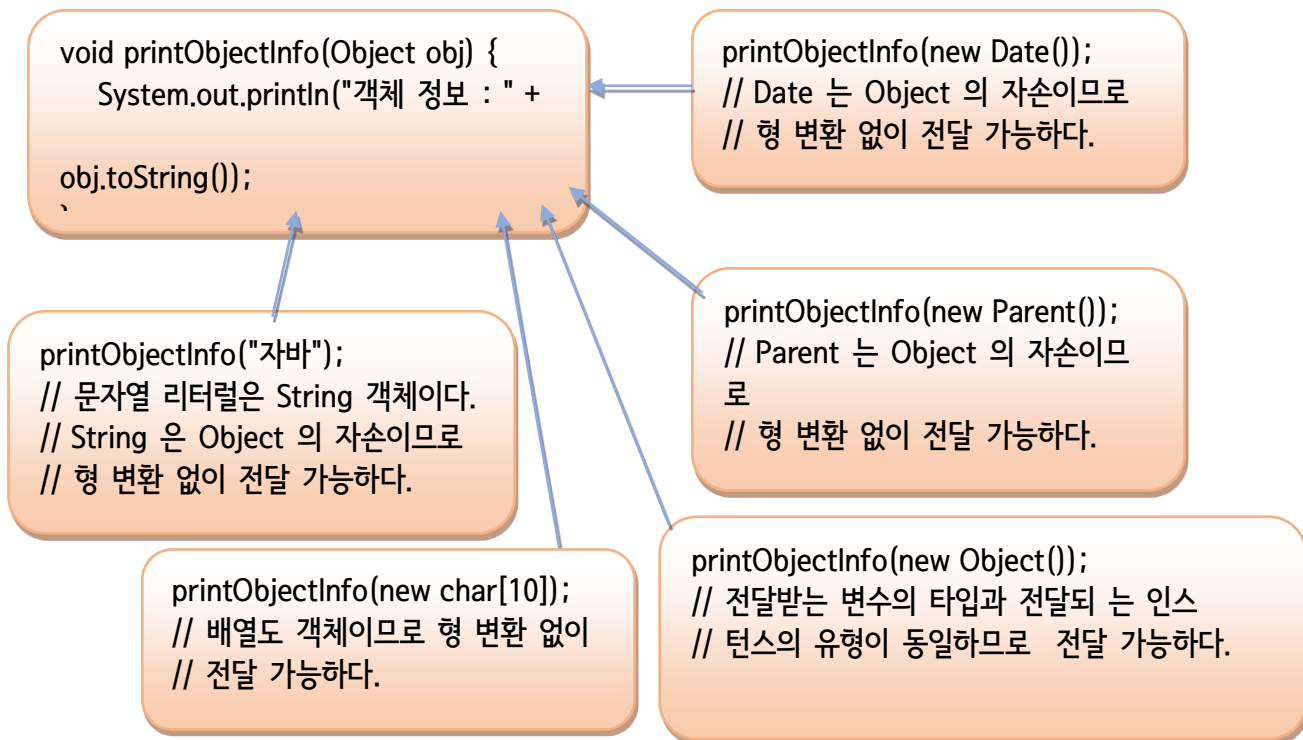 void printObjectInfo(Object obj) {
System.out.println("객체 정보 : " +
obj.toString());
}
printObjectInfo(new Date());
// Date 는 Object 의 자손이므로
// 형 변환 없이 전달 가능하다.
printObjectInfo("자바");
// 문자열 리터럴은 String 객체이다.
// String 은 Object 의 자손이므로
// 형 변환 없이 전달 가능하다.
printObjectInfo(new Parent());
// Parent 는 Object 의 자손이므
로
// 형 변환 없이 전달 가능하다.
printObjectInfo(new char[10]);
// 배열도 객체이므로 형 변환 없이
// 전달 가능하다.
printObjectInfo(new Object());
// 전달받는 변수의 타입과 전달되 는 인스
// 턴스의 유형이 동일하므로 전달 가능하다.